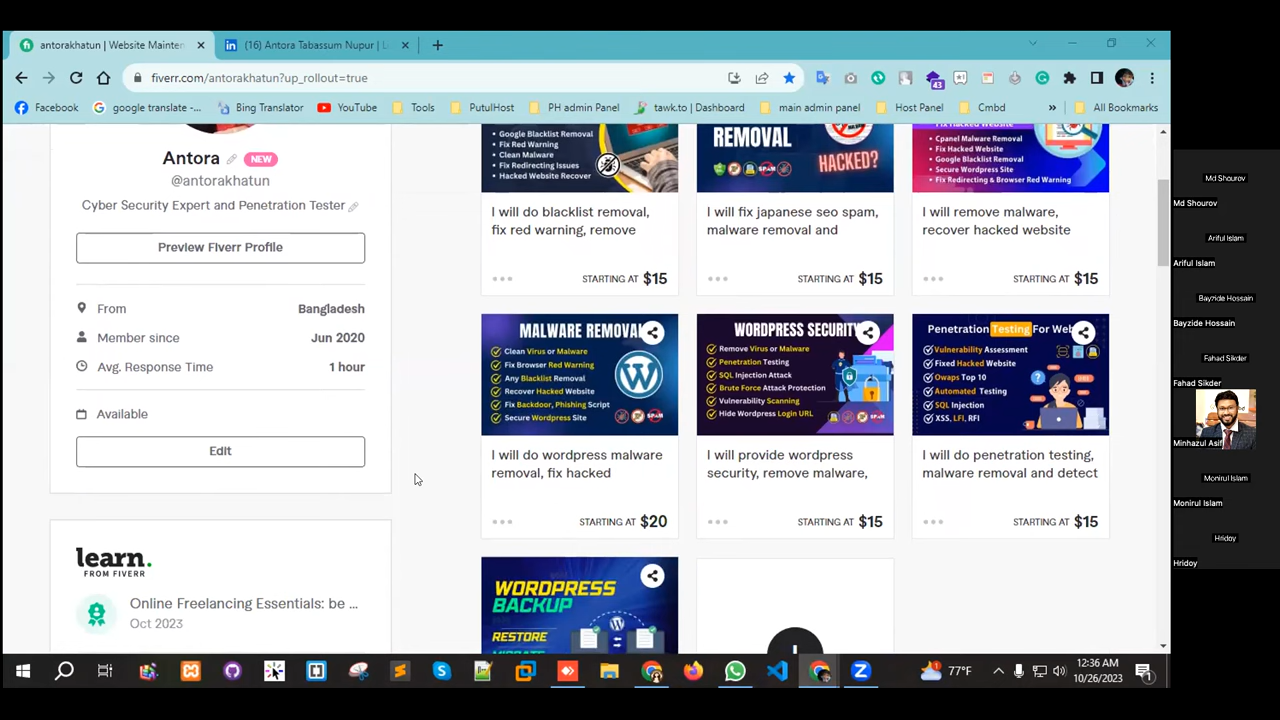 antorakhatun | Website Mainten
(16) Antora Tabassum Nupur | L
fiverr.com/antorakhatun?up_rollout=true
43
Facebook
google translate -...
Bing Translator
YouTube
Tools
PutulHost
PH admin Panel
tawk.to | Dashboard
main admin panel
Host Panel
Cmbd
»
All Bookmarks
Antora
NEW
@antorakhatun
Cyber Security Expert and Penetration Tester
Preview Fiverr Profile
From
Bangladesh
Member since
Jun 2020
Avg. Response Time
1 hour
Available
Edit
learn.
FROM FIVERR
Online Freelancing Essentials: be ...
Oct 2023
Google Blacklist Removal
Fix Red Warning
Clean Malware
Fix Redirecting Issues
Hacked Website Recover
I will do blacklist removal,
fix red warning, remove
STARTING AT $15
REMOVAL
HACKED?
SPAM
I will fix japanese seo spam,
malware removal and
STARTING AT $15
Fix Hacked Website
Cpanel Malware Removal
Fix Hacked Website
Google Blacklist Removal
Secure Wordpress Site
Fix Redirecting & Browser Red Warning
I will remove malware,
recover hacked website
STARTING AT $15
MALWARE REMOVAL
Clean Virus or Malware
Fix Browser Red Warning
Any Blacklist Removal
Recover Hacked Website
Fix Backdoor, Phishing Script
Secure Wordpress Site
SPAM
I will do wordpress malware
removal, fix hacked
STARTING AT $20
WORDPRESS SECURITY
Remove Virus or Malware
Penetration Testing
SQL Injection Attack
Brute Force Attack Protection
Vulnerability Scanning
Hide Wordpress Login URL
SPAM
I will provide wordpress
security, remove malware,
STARTING AT $15
Penetration Testing For Web
Vulnerability Assessment
Fixed Hacked Website
Owaps Top 10
Automated Testing
SQL Injection
XSS, LFI, RFI
I will do penetration testing,
malware removal and detect
STARTING AT $15
WORDPRESS
BACKUP
RESTORE
Md Shourov
Md Shourov
Ariful Islam
Ariful Islam
Bayzide Hossain
Bayzide Hossain
Fahad Sikder
Fahad Sikder
Minhazul Asif
Monirul Islam
Monirul Islam
Hridoy
Hridoy
77°F
12:36 AM
10/26/2023
1